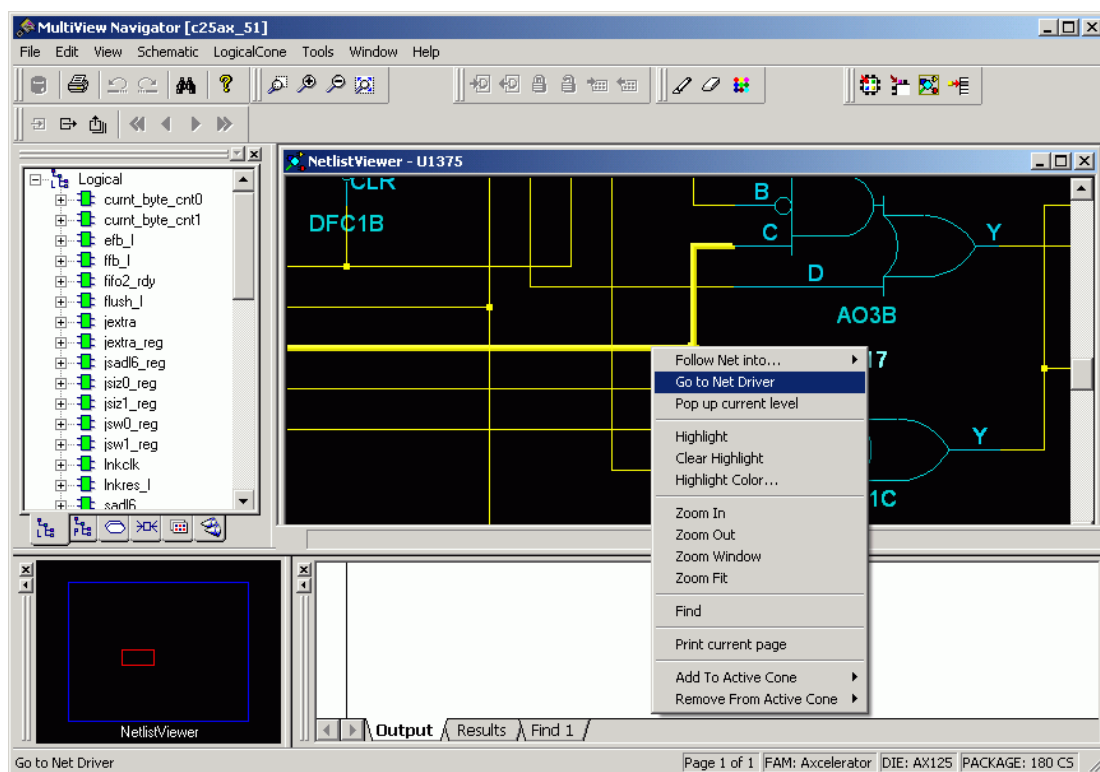 MultiView Navigator [c25ax_51]
File Edit View Schematic LogicalCone Tools Window Help
Logical
curnt_byte_cnt0
curnt_byte_cnt1
efb_l
ffb_l
fifo2_rdy
flush_l
jextra
jextra_reg
jsadl6_reg
jsiz0_reg
jsiz1_reg
jsw0_reg
jsw1_reg
lnkclk
lnkres_l
sadl6
NetlistViewer - U1375
CLR
DFC1B
B
C
D
Y
AO3B
17
Y
1C
Follow Net into...
Go to Net Driver
Pop up current level
Highlight
Clear Highlight
Highlight Color...
Zoom In
Zoom Out
Zoom Window
Zoom Fit
Find
Print current page
Add To Active Cone
Remove From Active Cone
NetlistViewer
Output Results Find 1
Go to Net Driver
Page 1 of 1 FAM: Axcelerator DIE: AX125 PACKAGE: 180 CS